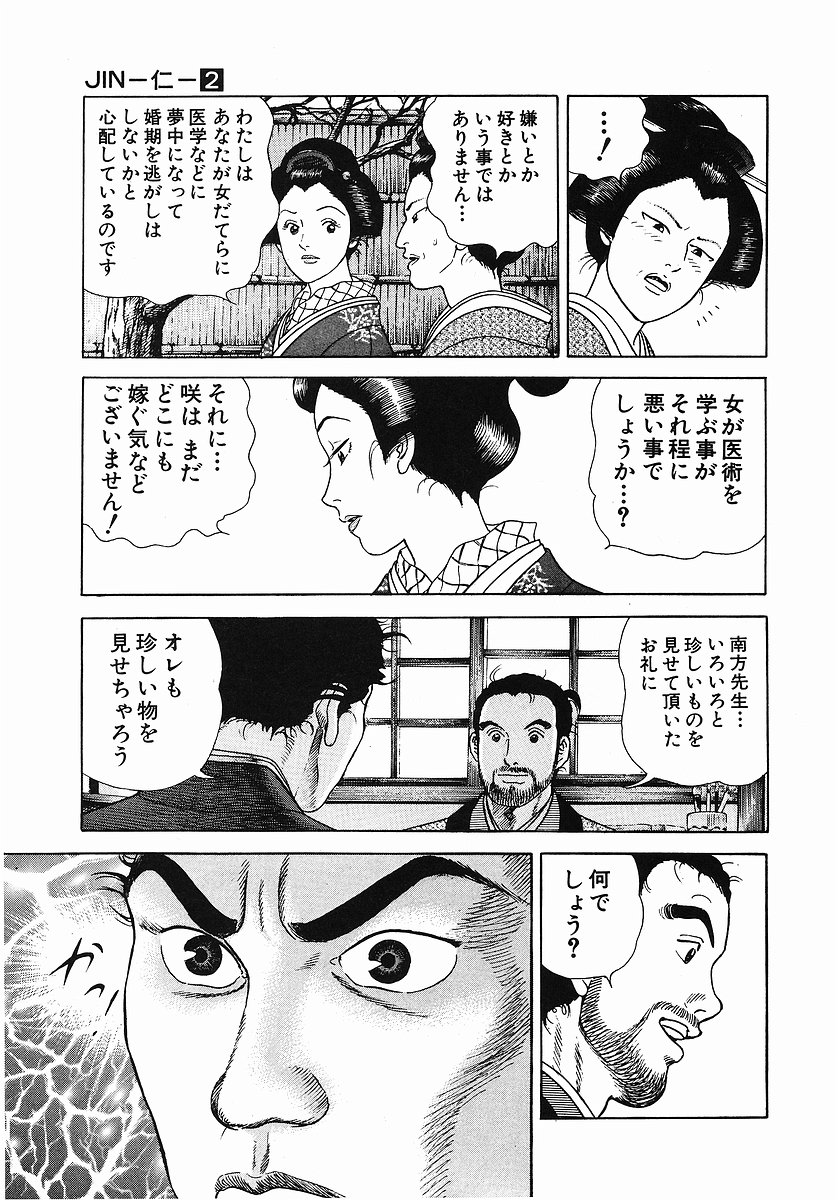 JIN－仁－2
…！
嫌いとか
好きとか
いう事では
ありません…
わたしは
あなたが女だてらに
医学などに
夢中になって
婚期を逃がしは
しないかと
心配しているのです
女が医術を
学ぶ事が
それ程に
悪い事で
しょうか…？
それに…
咲は まだ
どこにも
嫁ぐ気など
ございません！
南方先生…
いろいろと
珍しいものを
見せて頂いた
お礼に
オレも
珍しい物を
見せちゃろう
何で
しょう？
かっ